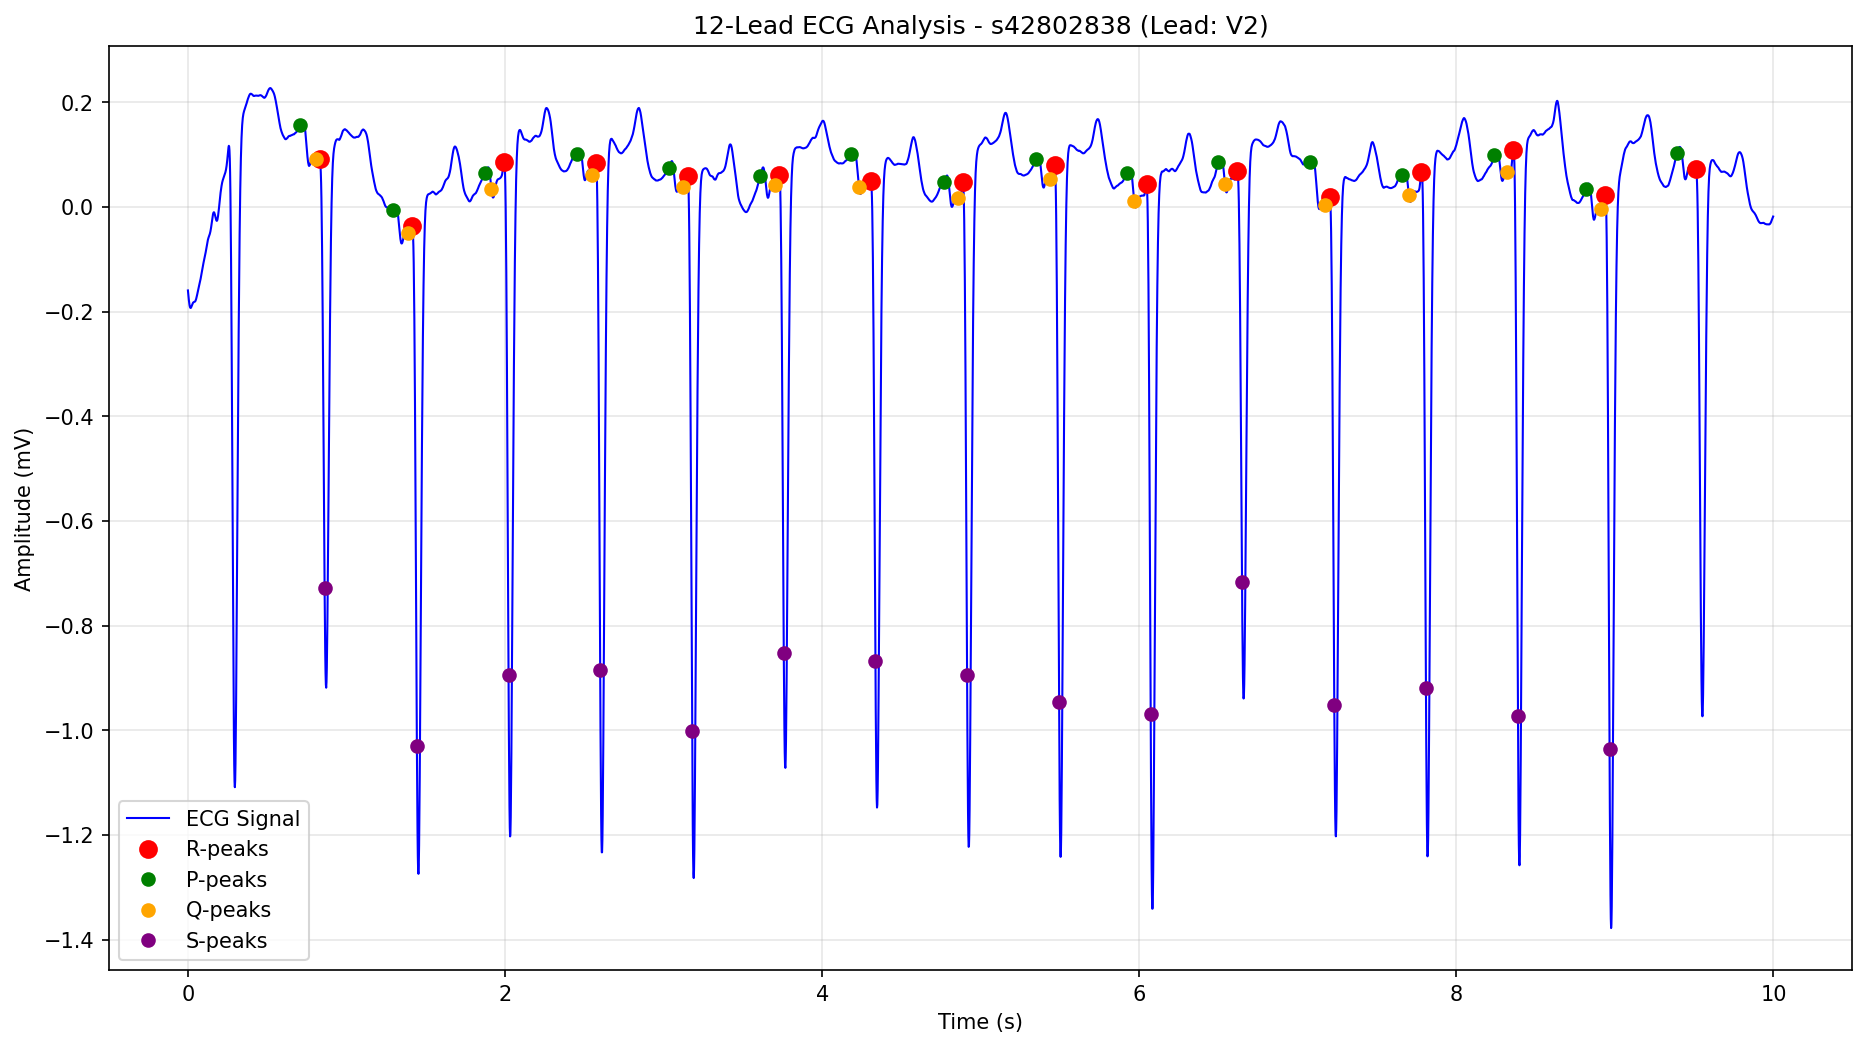 12-Lead ECG Analysis - s42802838 (Lead: V2)
Amplitude (mV)
0.2
0.0
−0.2
−0.4
−0.6
−0.8
−1.0
−1.2
−1.4
ECG Signal
R-peaks
P-peaks
Q-peaks
S-peaks
0 2 4 6 8 10
Time (s)